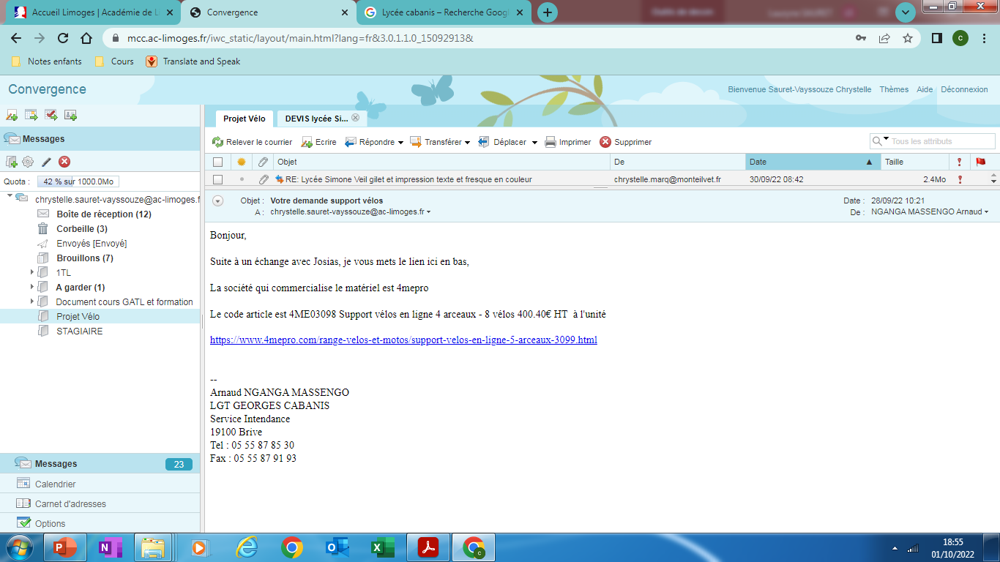 Accueil Limoges | Académie de L
Convergence
Lycée cabanis – Recherche Goog
mcc.ac-limoges.fr/iwc_static/layout/main.html?lang=fr&3.0.1.1.0_15092913&
c
Notes enfants
Cours
Translate and Speak
Convergence
Bienvenue Sauret-Vayssouze Chrystelle
Thèmes
Aide
Déconnexion
Projet Vélo
DEVIS lycée Si...
Messages
Relever le courrier
Ecrire
Répondre
Transférer
Déplacer
Imprimer
Supprimer
Tous les attributs
Objet
De
Date
Taille
Quota :
42 % sur 1000.0Mo
RE: Lycée Simone Veil gilet et impression texte et fresque en couleur
chrystelle.marq@monteilvet.fr
30/09/22 08:42
2.4Mo
chrystelle.sauret-vayssouze@ac-limoges.f
Boîte de réception (12)
Corbeille (3)
Envoyés [Envoyé]
Brouillons (7)
1TL
A garder (1)
Document cours GATL et formation
Projet Vélo
STAGIAIRE
Objet :
Votre demande support vélos
Date :
28/09/22 10:21
A :
chrystelle.sauret-vayssouze@ac-limoges.fr
De :
NGANGA MASSENGO Arnaud
Bonjour,
Suite à un échange avec Josias, je vous mets le lien ici en bas,
La société qui commercialise le matériel est 4mepro
Le code article est 4ME03098 Support vélos en ligne 4 arceaux - 8 vélos 400.40€ HT  à l'unité
https://www.4mepro.com/range-velos-et-motos/support-velos-en-ligne-5-arceaux-3099.html
--
Arnaud NGANGA MASSENGO
LGT GEORGES CABANIS
Service Intendance
19100 Brive
Tel : 05 55 87 85 30
Fax : 05 55 87 91 93
Messages
23
Calendrier
Carnet d'adresses
Options
18:55
01/10/2022